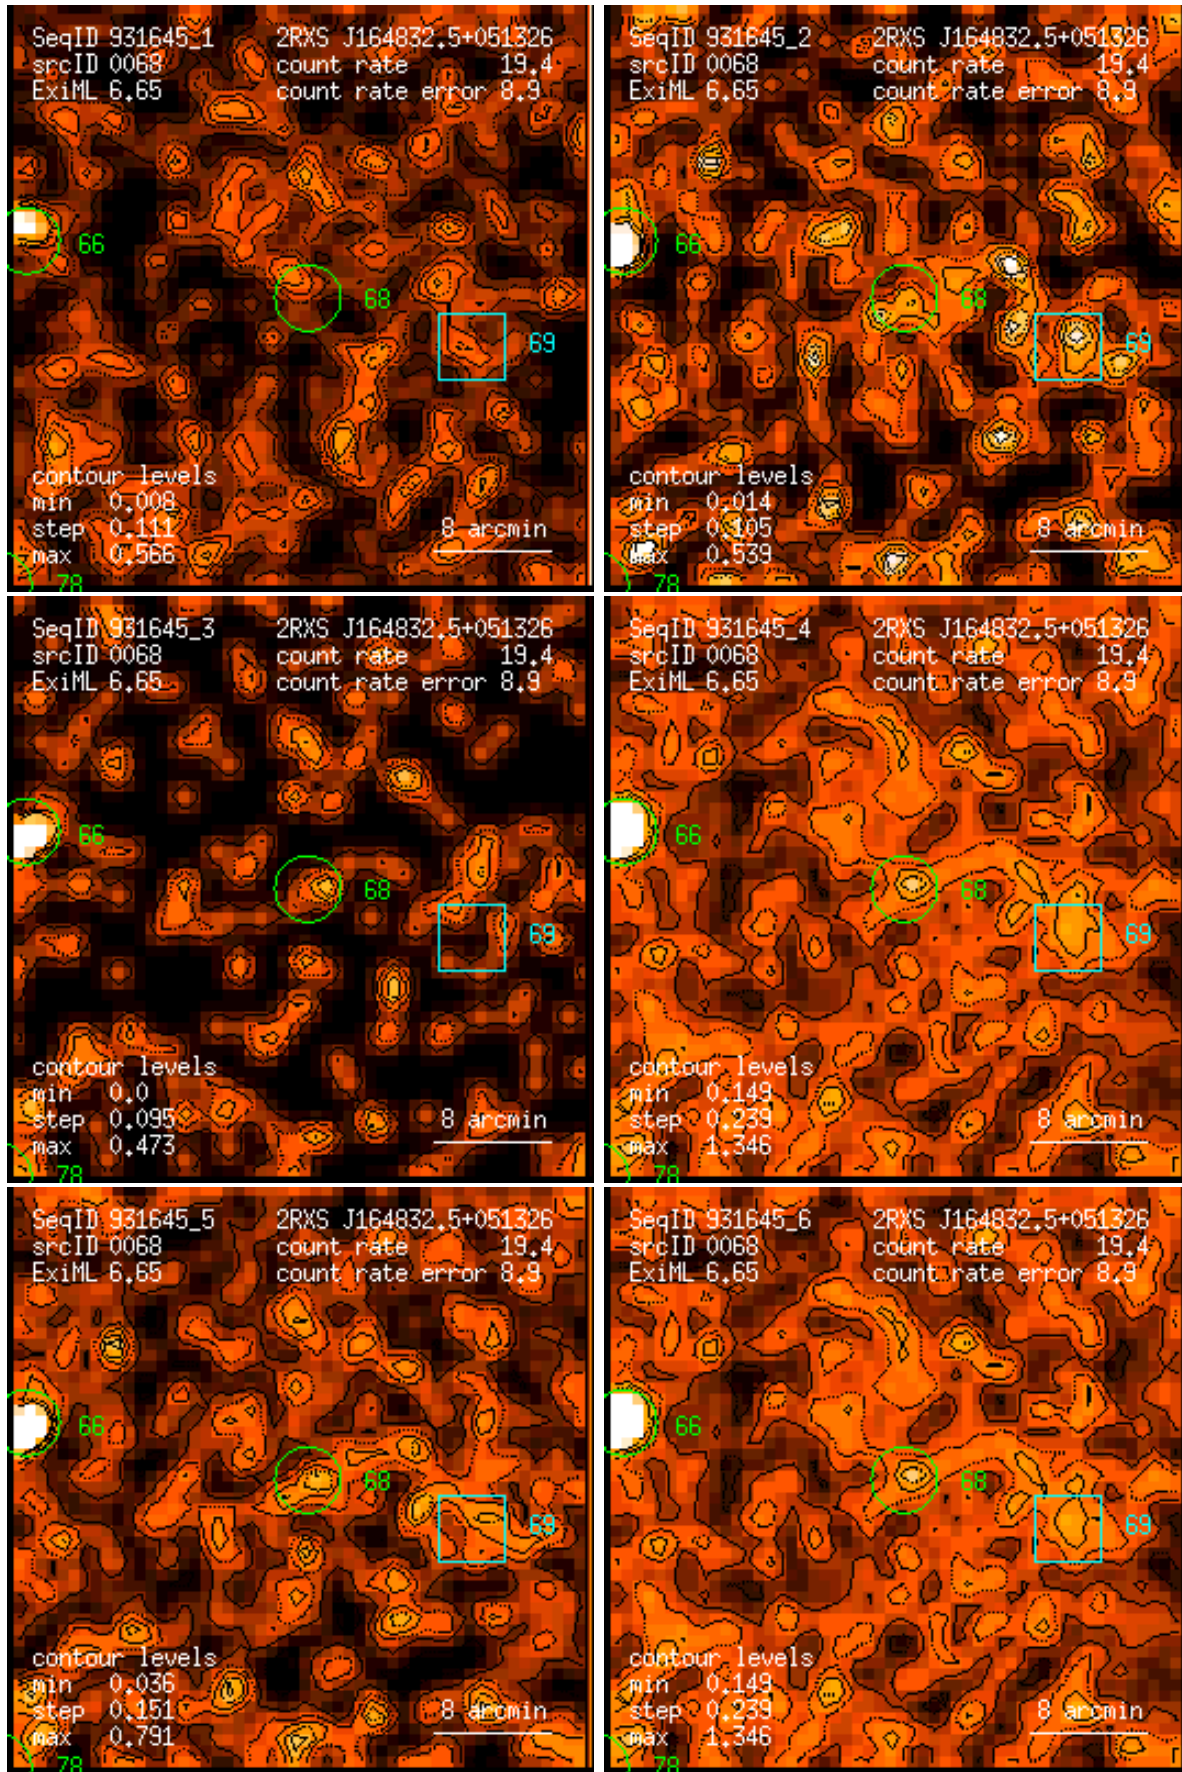 SeqID 931645_1 2RXS J164832.5+051326
srcID 0068 count rate 19.4
ExiML 6.65 count rate error 8.9
66
68
69
contour levels
min 0.008
step 0.111
max 0.566
8 arcmin
78
SeqID 931645_2 2RXS J164832.5+051326
srcID 0068 count rate 19.4
ExiML 6.65 count rate error 8.9
66
68
69
contour levels
min 0.014
step 0.105
max 0.539
8 arcmin
78
SeqID 931645_3 2RXS J164832.5+051326
srcID 0068 count rate 19.4
ExiML 6.65 count rate error 8.9
66
68
69
contour levels
min 0.0
step 0.095
max 0.473
8 arcmin
78
SeqID 931645_4 2RXS J164832.5+051326
srcID 0068 count rate 19.4
ExiML 6.65 count rate error 8.9
66
68
69
contour levels
min 0.149
step 0.239
max 1.346
8 arcmin
78
SeqID 931645_5 2RXS J164832.5+051326
srcID 0068 count rate 19.4
ExiML 6.65 count rate error 8.9
66
68
69
contour levels
min 0.036
step 0.151
max 0.791
8 arcmin
78
SeqID 931645_6 2RXS J164832.5+051326
srcID 0068 count rate 19.4
ExiML 6.65 count rate error 8.9
66
68
69
contour levels
min 0.149
step 0.239
max 1.346
8 arcmin
78